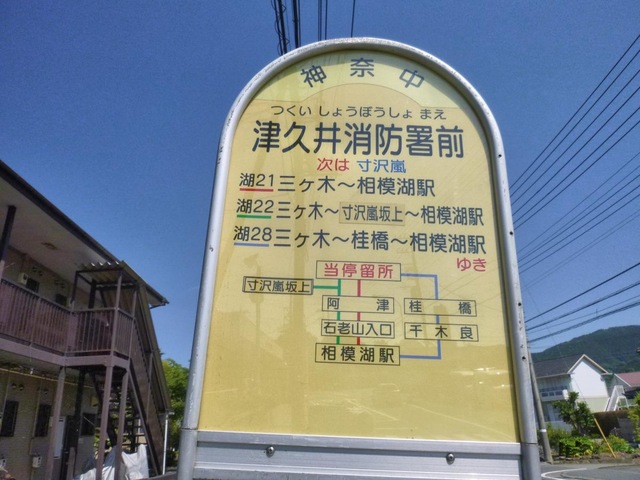 神奈中
つくい しょうぼうしょ まえ
津久井消防署前
次は 寸沢嵐
湖21 三ヶ木～相模湖駅
湖22 三ヶ木～寸沢嵐坂上～相模湖駅
湖28 三ヶ木～桂橋～相模湖駅
ゆき
当停留所
寸沢嵐坂上
阿津 桂橋
石老山入口 千木良
相模湖駅